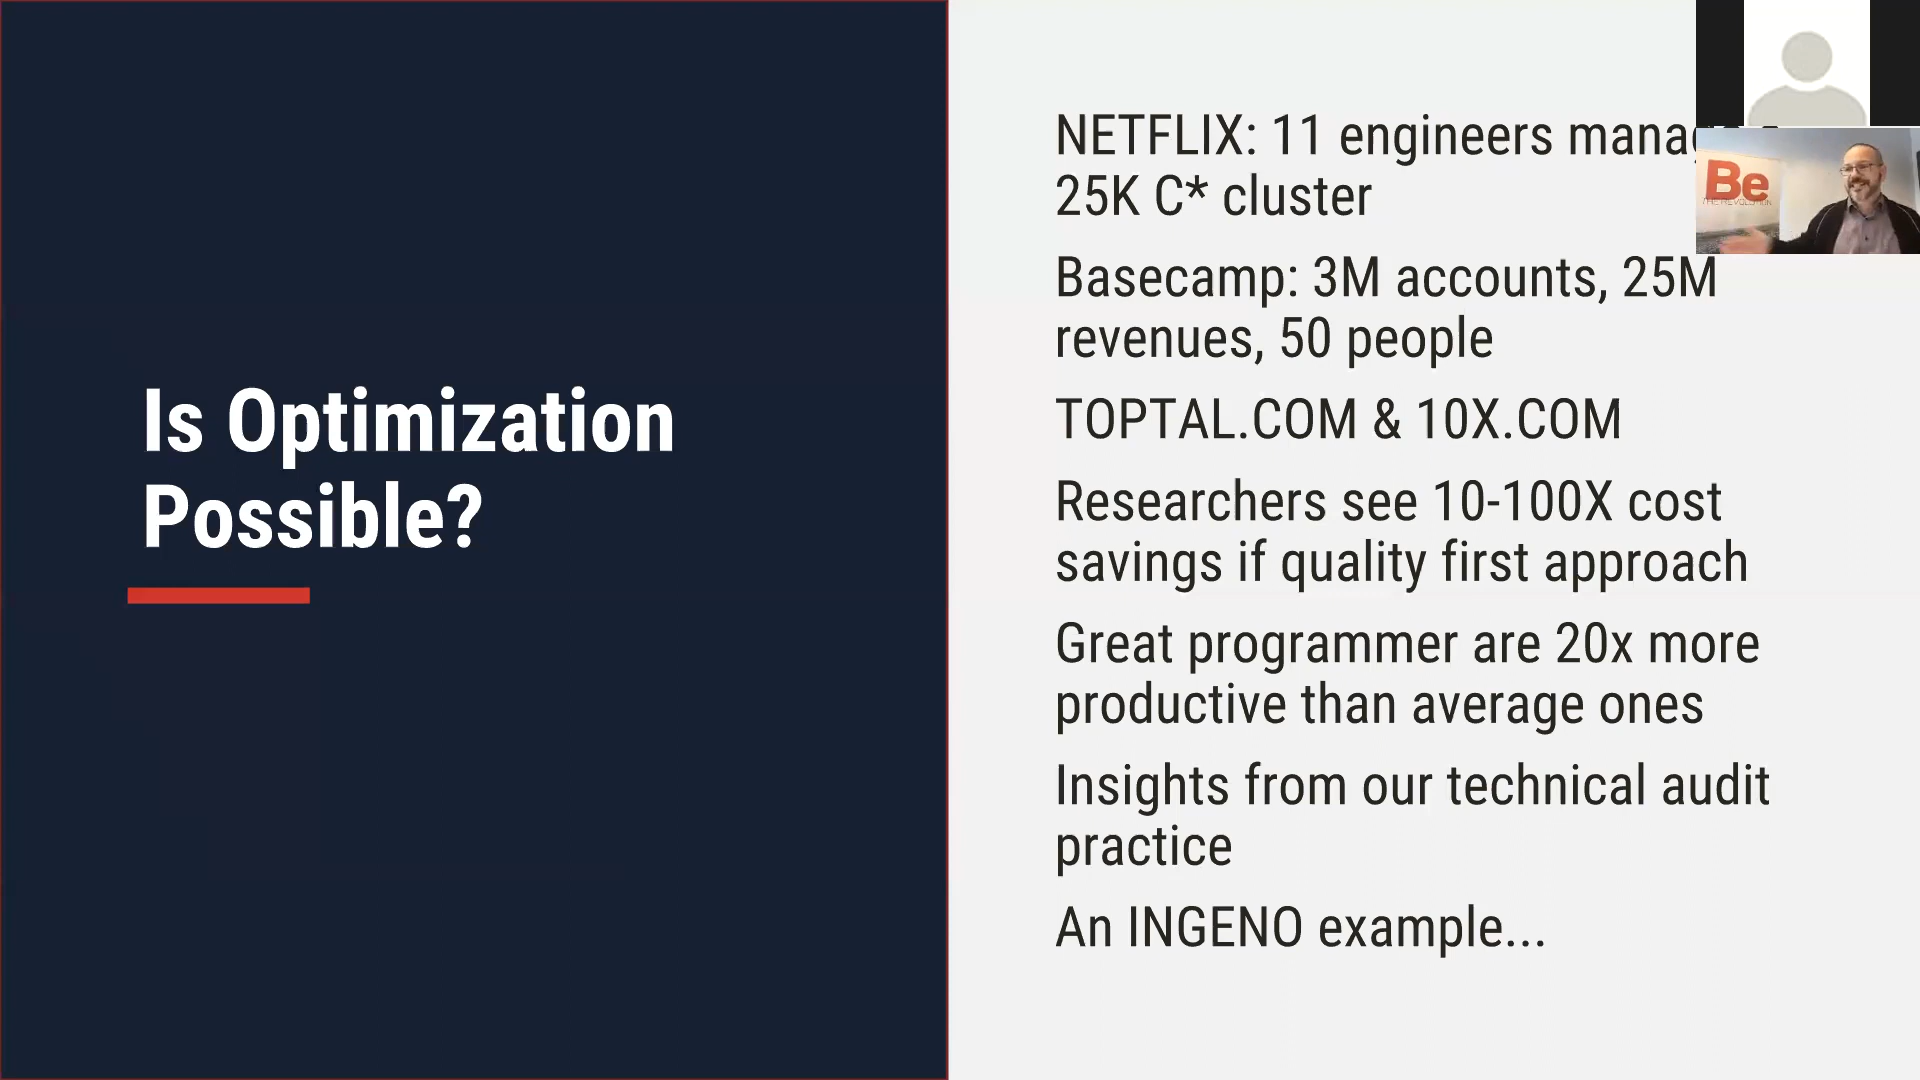 Is Optimization
Possible?
NETFLIX: 11 engineers
25K C* cluster
Basecamp: 3M accounts, 25M
revenues, 50 people
TOPTAL.COM & 10X.COM
Researchers see 10-100X cost
savings if quality first approach
Great programmer are 20x more
productive than average ones
Insights from our technical audit
practice
An INGENO example...
Be
THE REVOLUTION